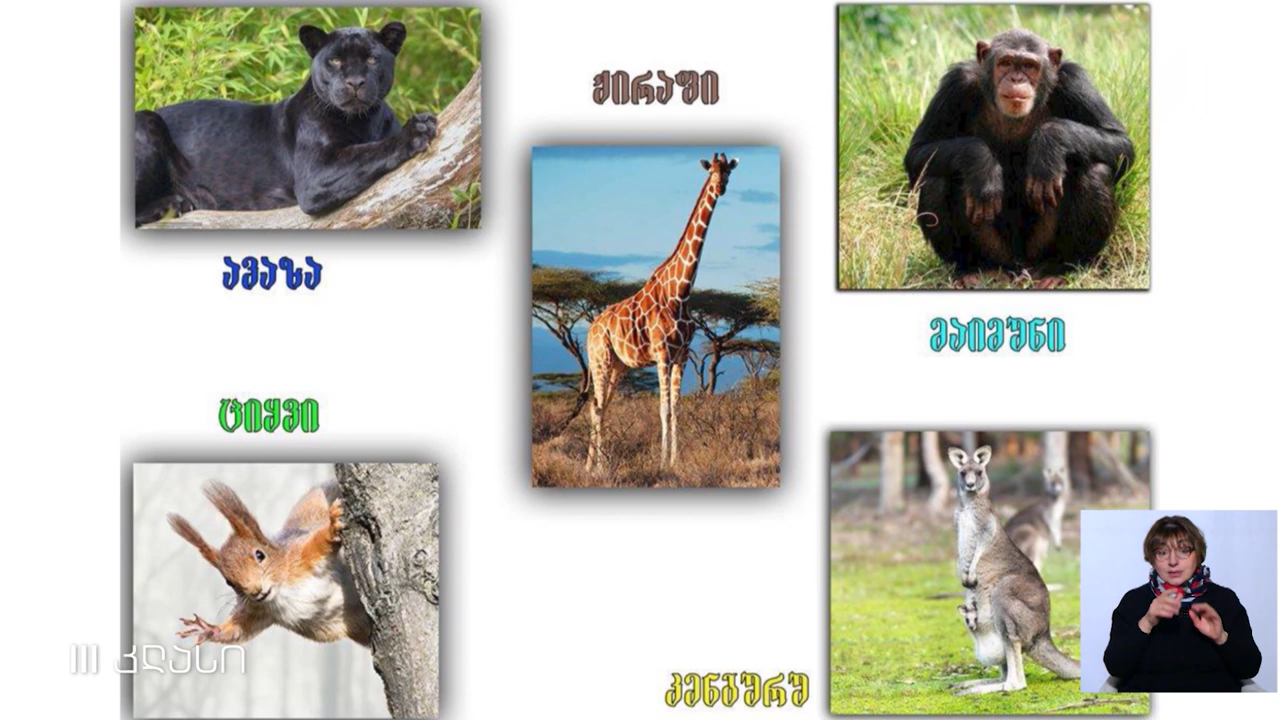 ჟირაფი
ავაზა
მაიმუნი
ციყვი
III კლასი
კენგურუ